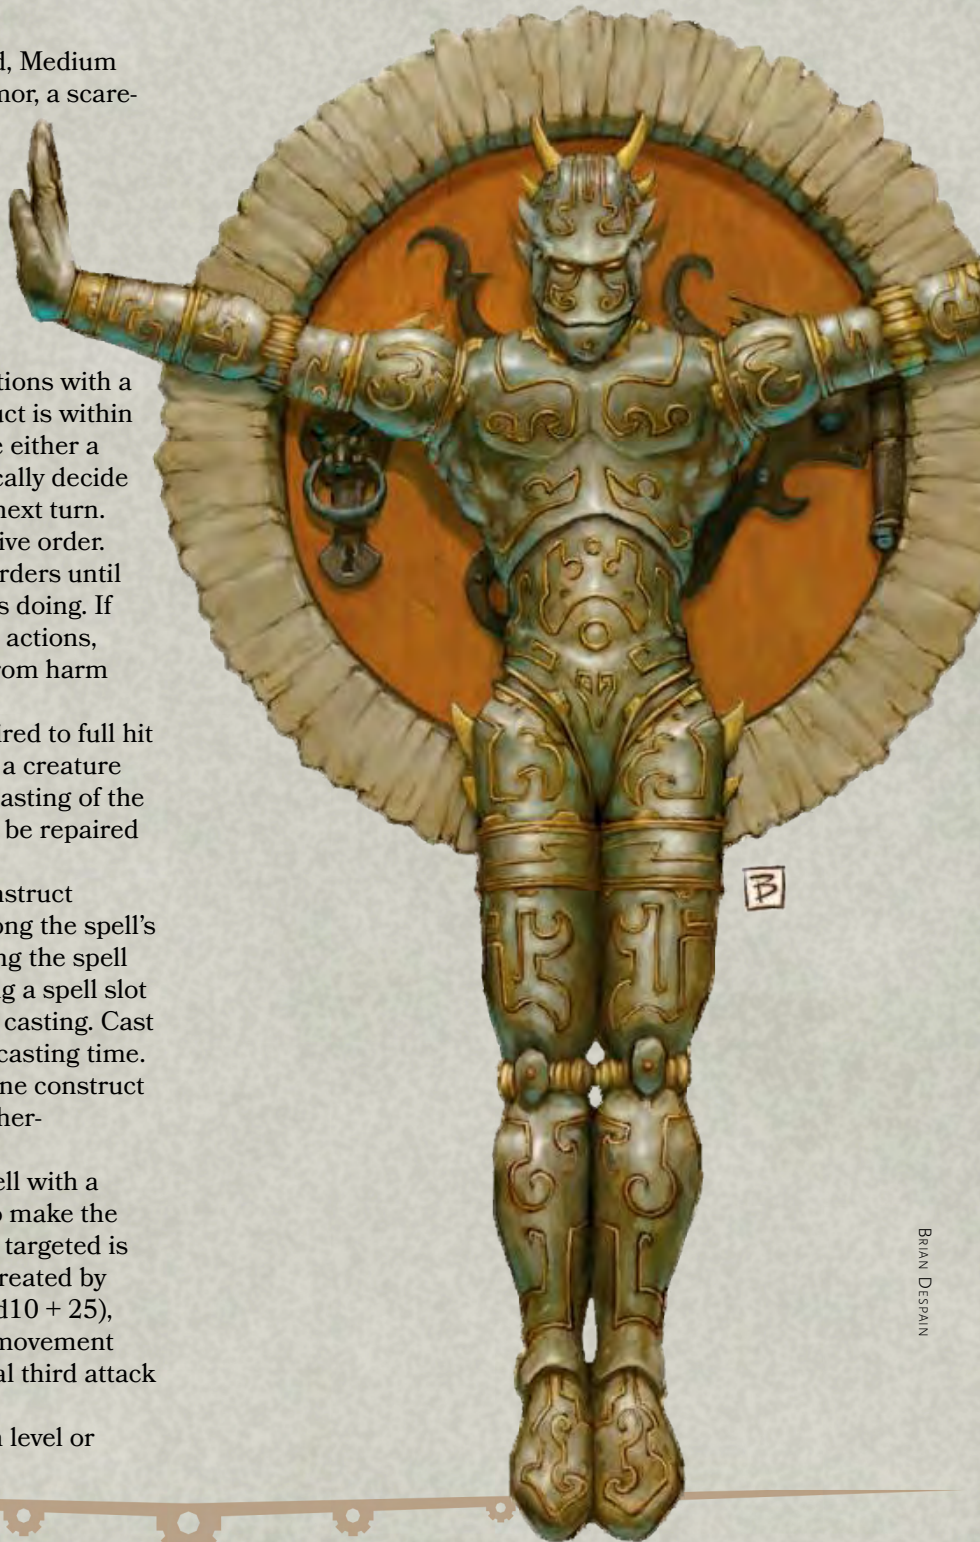 d, Medium
mor, a scare-
tions with a
uct is within
e either a
cally decide
next turn.
ive order.
rders until
s doing. If
actions,
rom harm
ired to full hit
a creature
asting of the
be repaired
nstruct
ong the spell's
ng the spell
g a spell slot
casting. Cast
casting time.
ne construct
ther-
ell with a
o make the
targeted is
reated by
d10 + 25),
movement
al third attack
level or
B
BRIAN DESPAIN